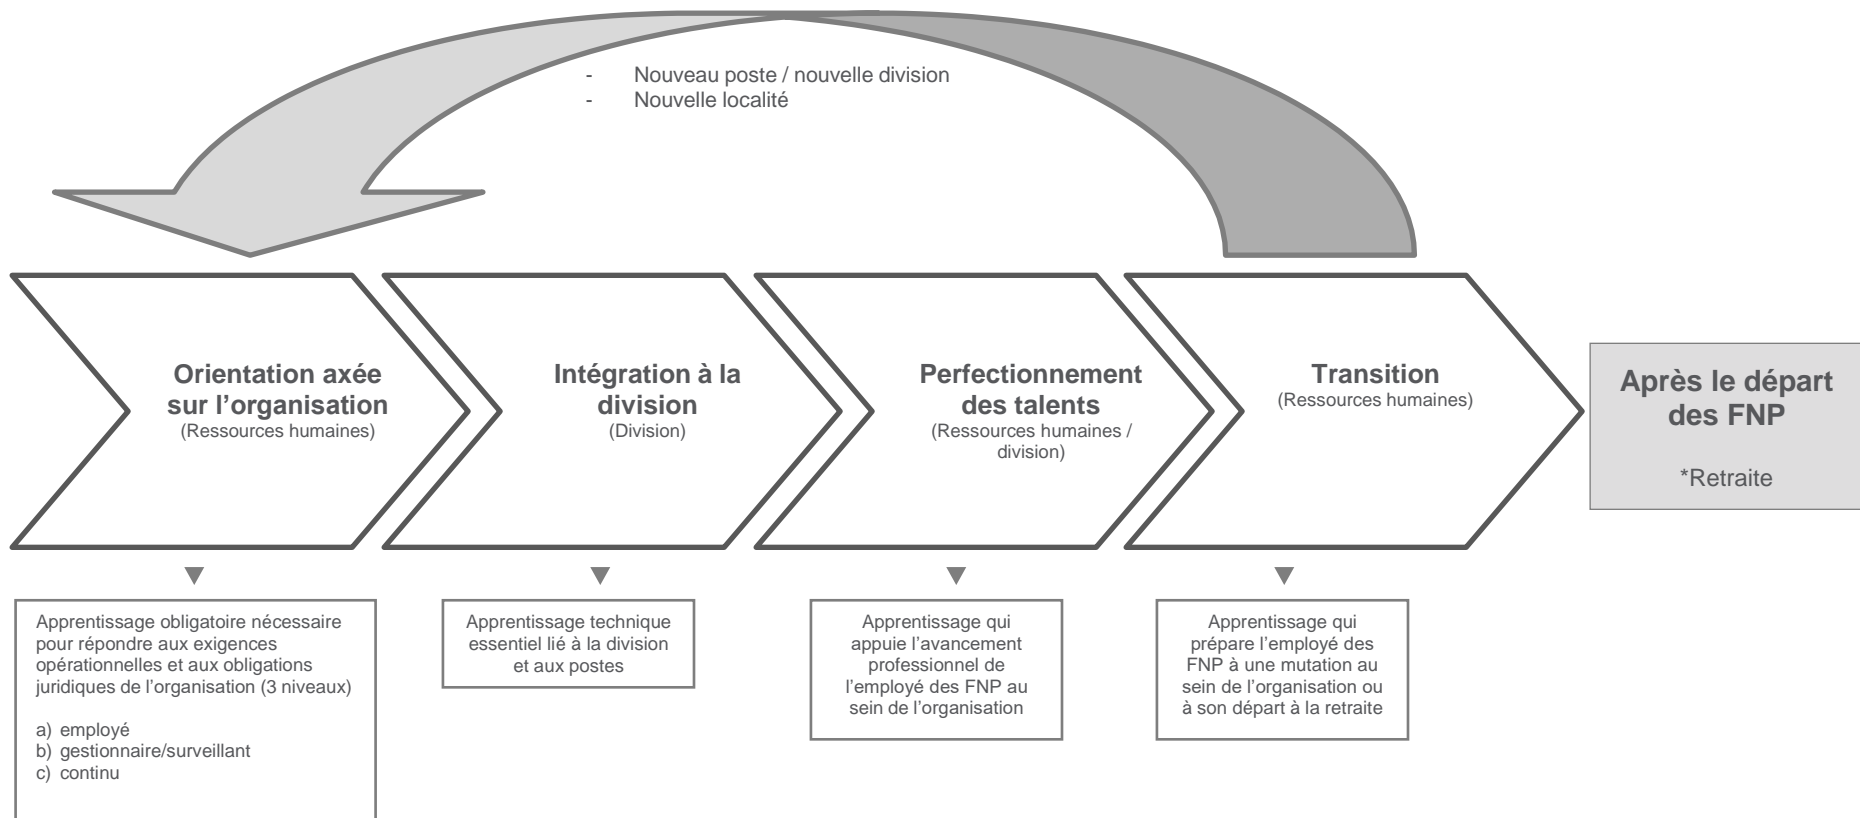 - Nouveau poste / nouvelle division
- Nouvelle localité
Orientation axée
sur l’organisation
(Ressources humaines)
Intégration à la
division
(Division)
Perfectionnement
des talents
(Ressources humaines /
division)
Transition
(Ressources humaines)
Après le départ
des FNP
*Retraite
Apprentissage obligatoire nécessaire
pour répondre aux exigences
opérationnelles et aux obligations
juridiques de l’organisation (3 niveaux)
a) employé
b) gestionnaire/surveillant
c) continu
Apprentissage technique
essentiel lié à la division
et aux postes
Apprentissage qui
appuie l’avancement
professionnel de
l’employé des FNP au
sein de l’organisation
Apprentissage qui
prépare l’employé des
FNP à une mutation au
sein de l’organisation ou
à son départ à la retraite